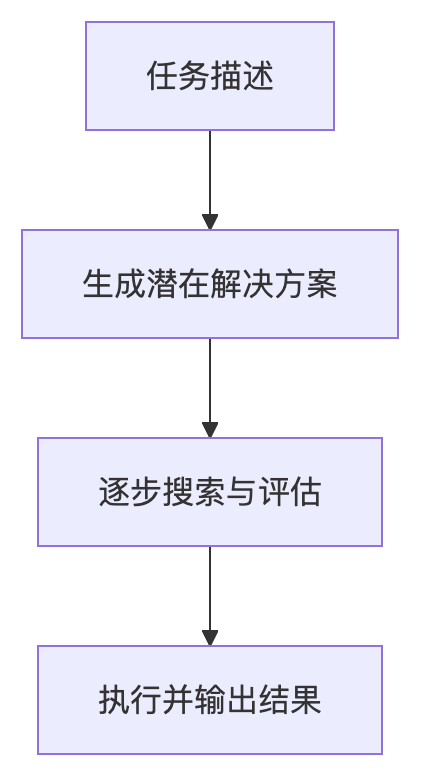 任务描述
生成潜在解决方案
逐步搜索与评估
执行并输出结果